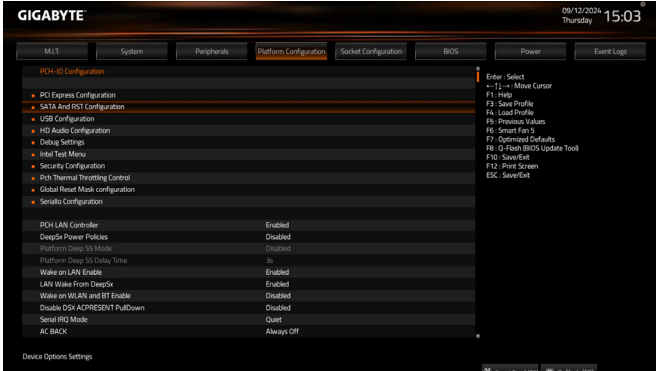 GIGABYTE™
09/12/2024 15:03
Thursday
M.I.T. System Peripherals Platform Configuration Socket Configuration BIOS Power Event Logs
PCH-IO Configuration
PCI Express Configuration
SATA And RST Configuration
USB Configuration
HD Audio Configuration
Debug Settings
Intel Test Menu
Security Configuration
Pch Thermal Throttling Control
Global Reset Mask configuration
SerialIo Configuration
PCH LAN Controller Enabled
DeepSx Power Policies Disabled
Platform Deep S5 Mode Disabled
Platform Deep S5 Delay Time 3s
Wake on LAN Enable Enabled
LAN Wake From DeepSx Enabled
Wake on WLAN and BT Enable Disabled
Disable DSX ACPRESENT PullDown Disabled
Serial IRQ Mode Quiet
AC BACK Always Off
Enter : Select
←↑↓→ : Move Cursor
F1 : Help
F3 : Save Profile
F4 : Load Profile
F5 : Previous Values
F6 : Smart Fan 5
F7 : Optimized Defaults
F8 : Q-Flash (BIOS Update Tool)
F10 : Save/Exit
F12 : Print Screen
ESC : Save/Exit
Device Options Settings